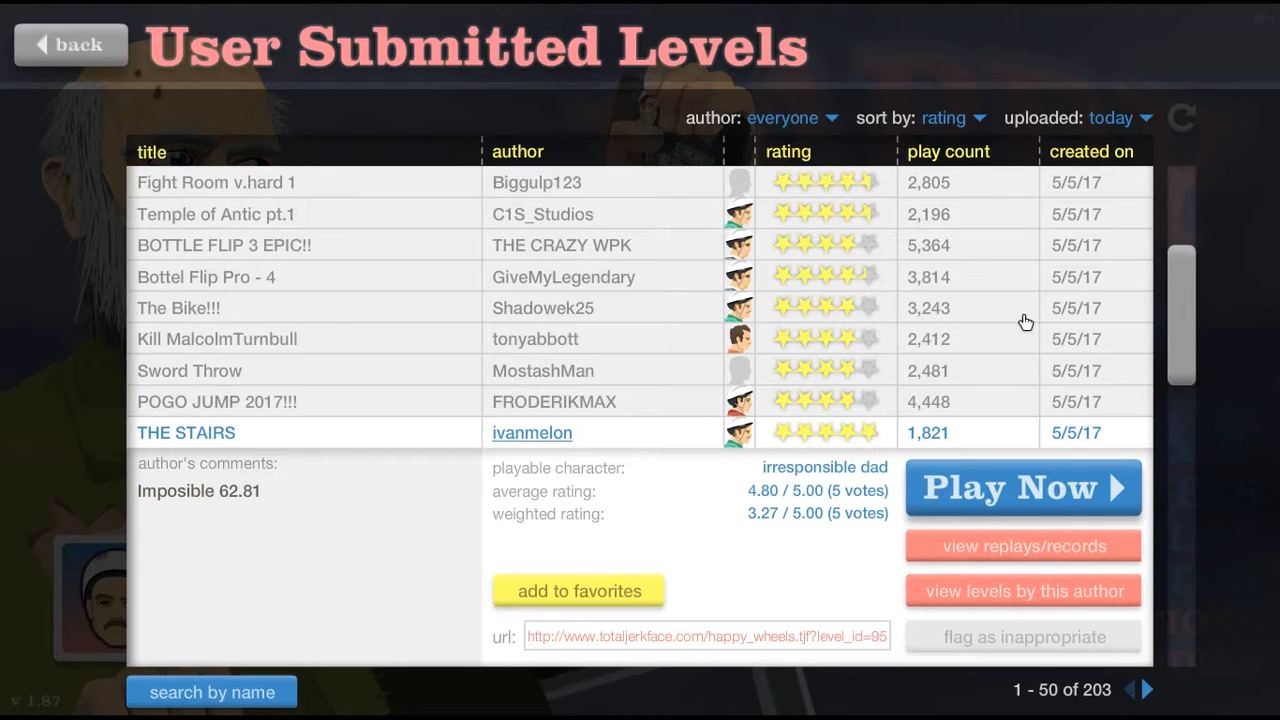 back
User Submitted Levels
author: everyone sort by: rating uploaded: today
title author rating play count created on
Fight Room v.hard 1 Biggulp123 2,805 5/5/17
Temple of Antic pt.1 C1S_Studios 2,196 5/5/17
BOTTLE FLIP 3 EPIC!! THE CRAZY WPK 5,364 5/5/17
Bottel Flip Pro - 4 GiveMyLegendary 3,814 5/5/17
The Bike!!! Shadowek25 3,243 5/5/17
Kill MalcolmTurnbull tonyabbott 2,412 5/5/17
Sword Throw MostashMan 2,481 5/5/17
POGO JUMP 2017!!! FRODERIKMAX 4,448 5/5/17
THE STAIRS ivanmelon 1,821 5/5/17
author's comments:
Imposible 62.81
playable character: irresponsible dad
average rating: 4.80 / 5.00 (5 votes)
weighted rating: 3.27 / 5.00 (5 votes)
Play Now
view replays/records
add to favorites
view levels by this author
url: http://www.totaljerkface.com/happy_wheels.tjf?level_id=95
flag as inappropriate
v 1.87
search by name
1 - 50 of 203